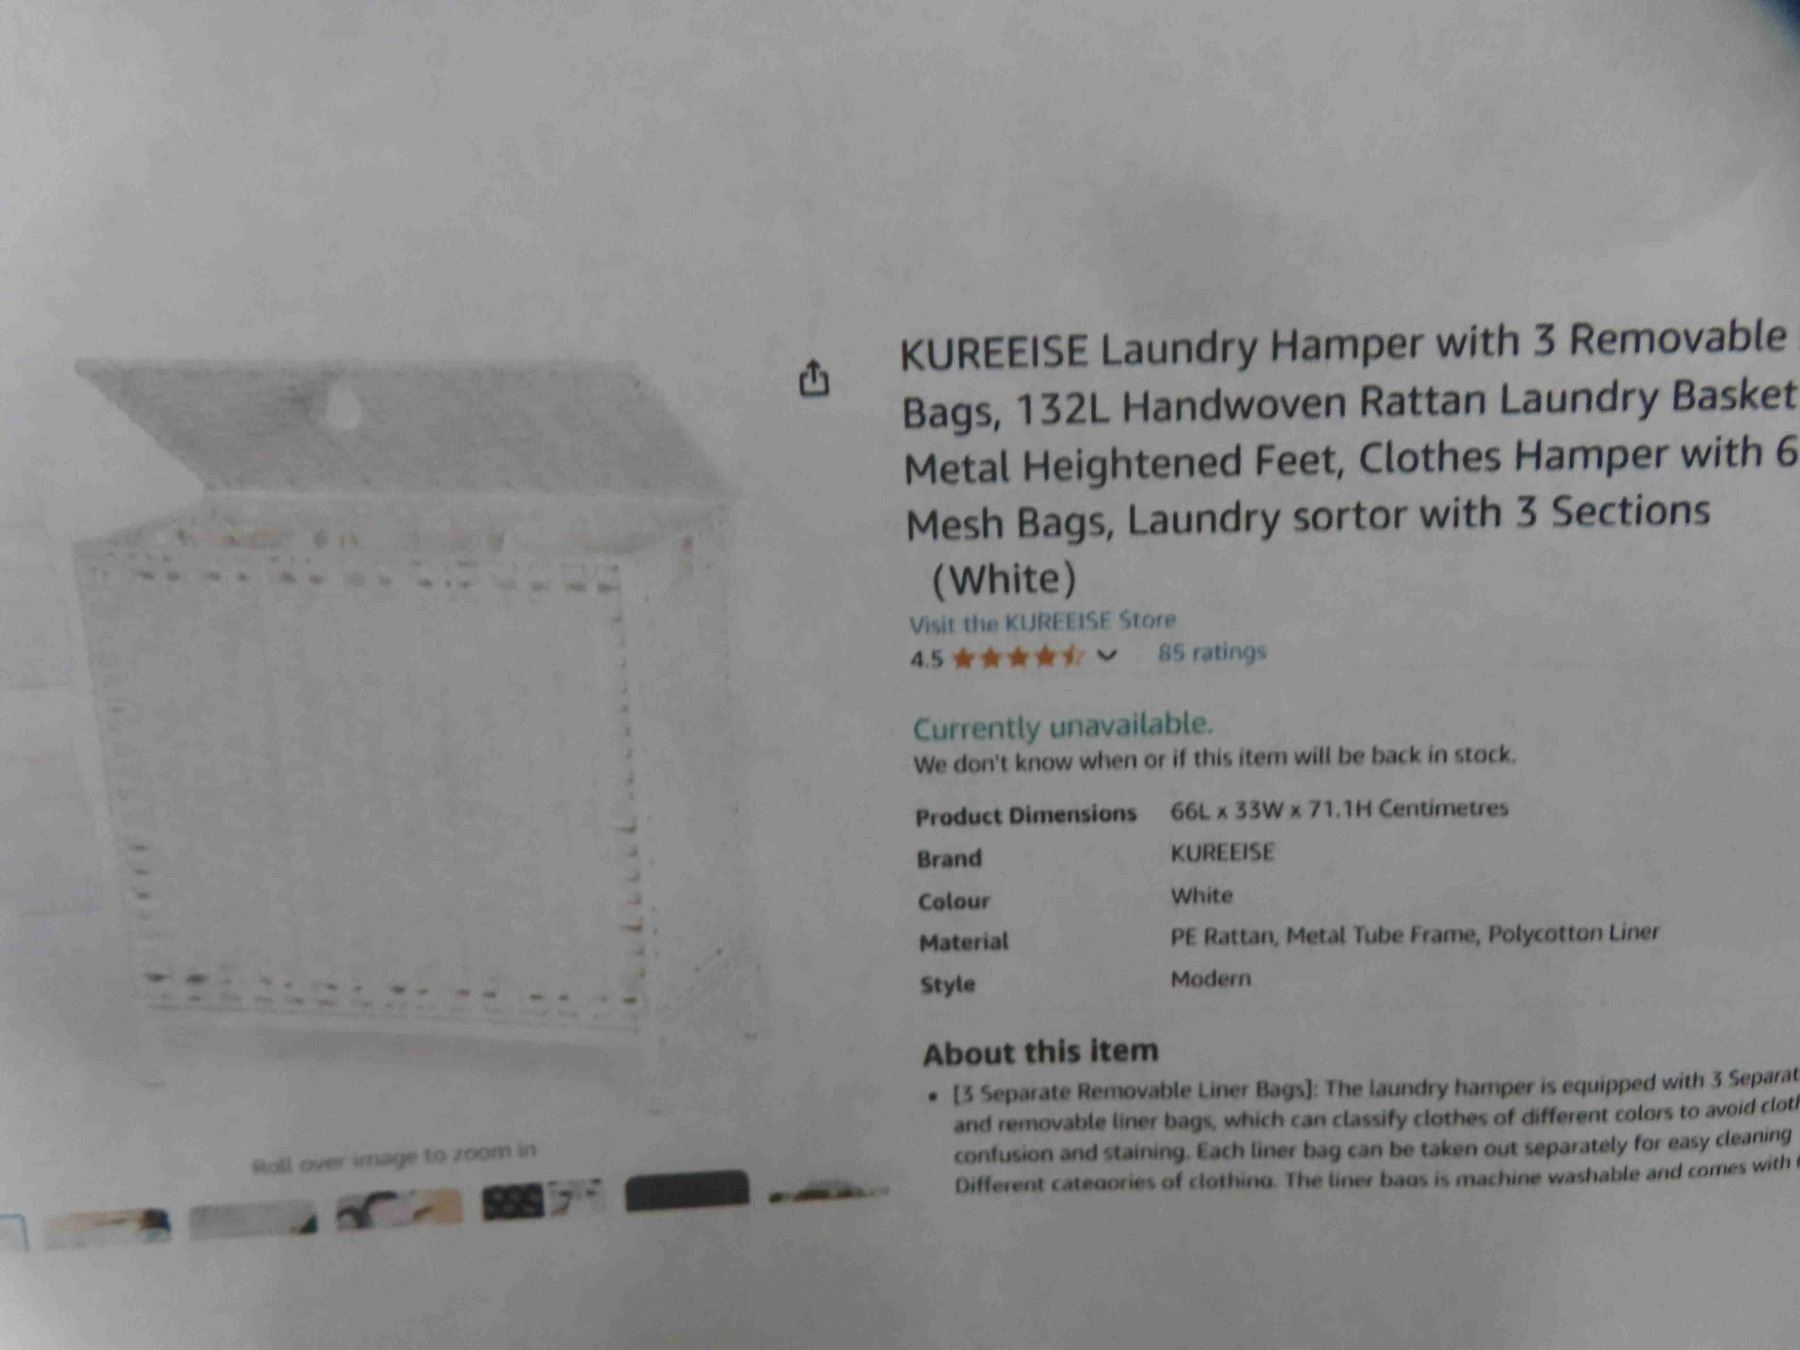 KUREEISE Laundry Hamper with 3 Removable
Bags, 132L Handwoven Rattan Laundry Basket
Metal Heightened Feet, Clothes Hamper with 6
Mesh Bags, Laundry sortor with 3 Sections
(White)
Visit the KUREEISE Store
4.5 85 ratings
Currently unavailable.
We don't know when or if this item will be back in stock.
Product Dimensions 66L x 33W x 71.1H Centimetres
Brand KUREEISE
Colour White
Material PE Rattan, Metal Tube Frame, Polycotton Liner
Style Modern
About this item
• [3 Separate Removable Liner Bags]: The laundry hamper is equipped with 3 Separat
and removable liner bags, which can classify clothes of different colors to avoid cloth
confusion and staining. Each liner bag can be taken out separately for easy cleaning
Different categories of clothing. The liner bags is machine washable and comes with
Roll over image to zoom in